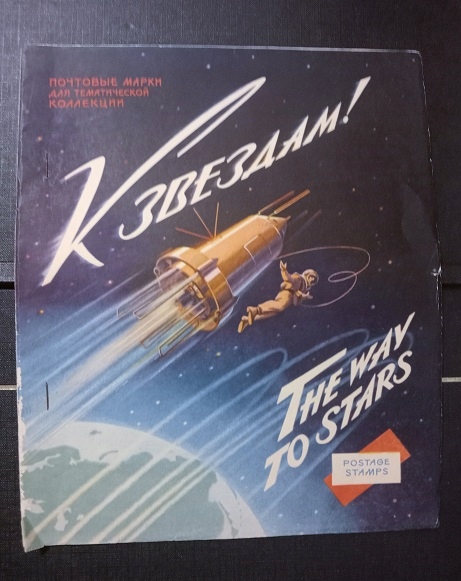 ПОЧТОВЫЕ МАРКИ
ДЛЯ ТЕМАТИЧЕСКОЙ
КОЛЛЕКЦИИ
К ЗВЕЗДАМ!
THE WAY
TO STARS
POSTAGE
STAMPS